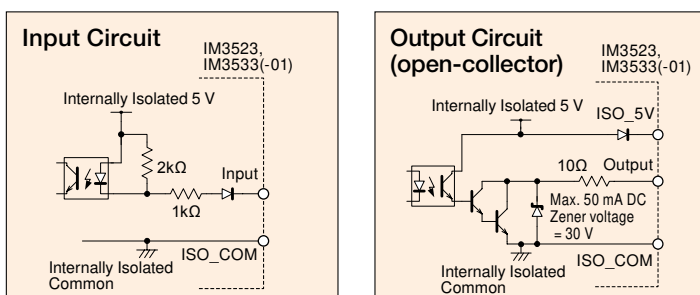 Input Circuit
IM3523,
IM3533(-01)
Internally Isolated 5 V
2kΩ
Input
1kΩ
ISO_COM
Internally Isolated
Common
Output Circuit
(open-collector)
IM3523,
IM3533(-01)
Internally Isolated 5 V
ISO_5V
10Ω
Output
Max. 50 mA DC
Zener voltage
= 30 V
ISO_COM
Internally Isolated
Common